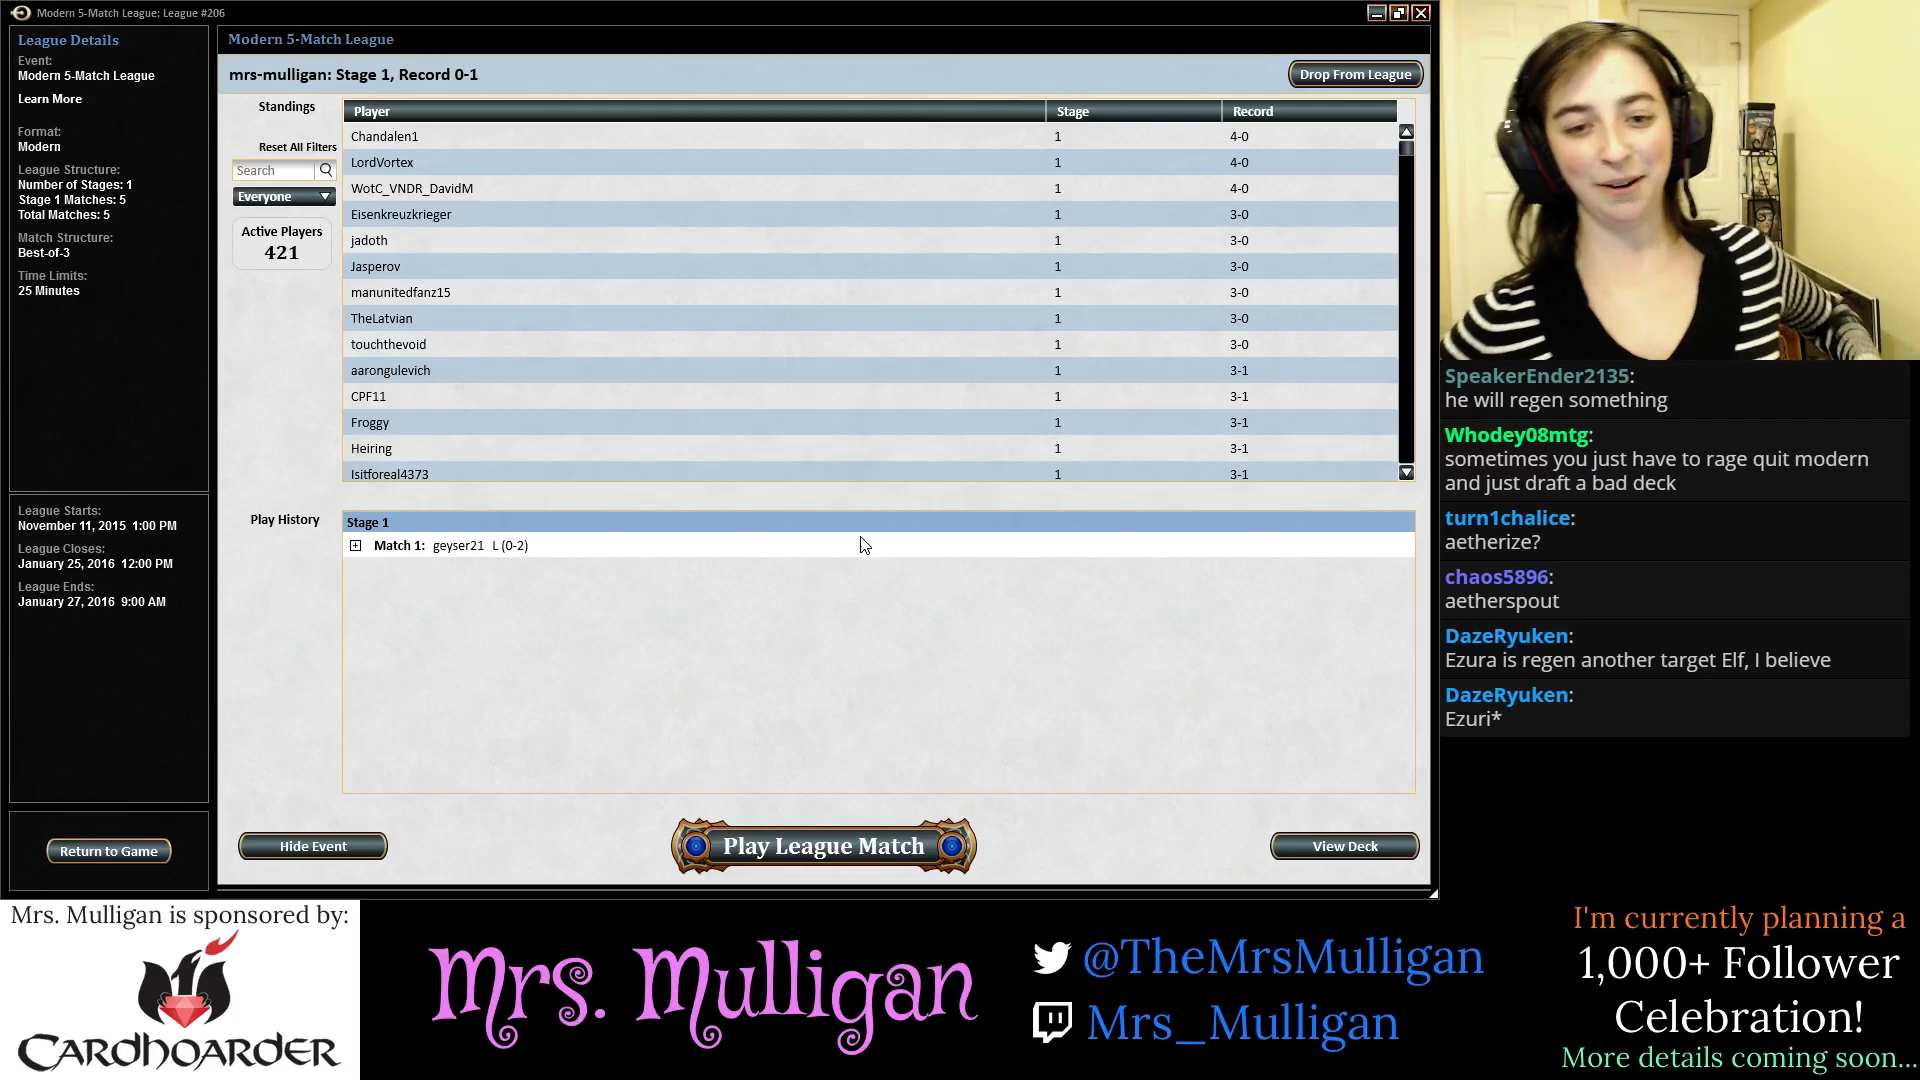 Modern 5-Match League: League #206
League Details
Event:
Modern 5-Match League
Learn More
Format:
Modern
League Structure:
Number of Stages: 1
Stage 1 Matches: 5
Total Matches: 5
Match Structure:
Best-of-3
Time Limits:
25 Minutes
League Starts:
November 11, 2015 1:00 PM
League Closes:
January 25, 2016 12:00 PM
League Ends:
January 27, 2016 9:00 AM
Return to Game
Modern 5-Match League
mrs-mulligan: Stage 1, Record 0-1
Drop From League
Standings
Reset All Filters
Search
Everyone
Active Players
421
Player Stage Record
Chandalen1 1 4-0
LordVortex 1 4-0
WotC_VNDR_DavidM 1 4-0
Eisenkreuzkrieger 1 3-0
jadoth 1 3-0
Jasperov 1 3-0
manunitedfanz15 1 3-0
TheLatvian 1 3-0
touchthevoid 1 3-0
aarongulevich 1 3-1
CPF11 1 3-1
Froggy 1 3-1
Heiring 1 3-1
Isitforeal4373 1 3-1
Play History
Stage 1
Match 1: geyser21 L (0-2)
Hide Event
Play League Match
View Deck
SpeakerEnder2135:
he will regen something
Whodey08mtg:
sometimes you just have to rage quit modern
and just draft a bad deck
turn1chalice:
aetherize?
chaos5896:
aetherspout
DazeRyuken:
Ezura is regen another target Elf, I believe
DazeRyuken:
Ezuri*
Mrs. Mulligan is sponsored by:
CARDHOARDER
Mrs. Mulligan
@TheMrsMulligan
Mrs_Mulligan
I'm currently planning a
1,000+ Follower
Celebration!
More details coming soon...